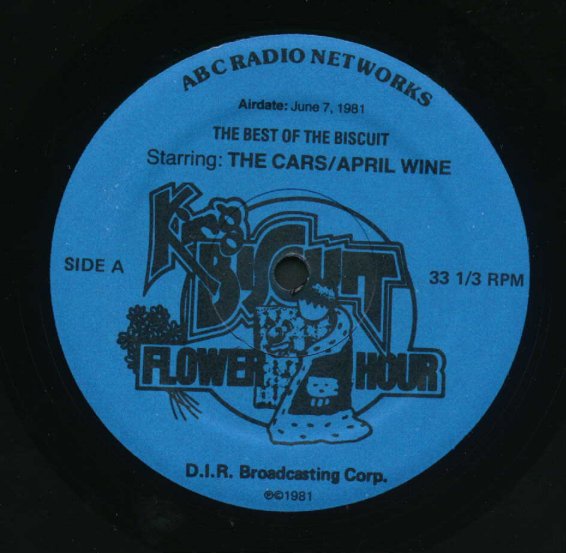 ABC RADIO NETWORKS
Airdate: June 7, 1981
THE BEST OF THE BISCUIT
Starring: THE CARS/APRIL WINE
King
BISCUIT
SIDE A
33 1/3 RPM
FLOWER HOUR
D.I.R. Broadcasting Corp.
℗©1981